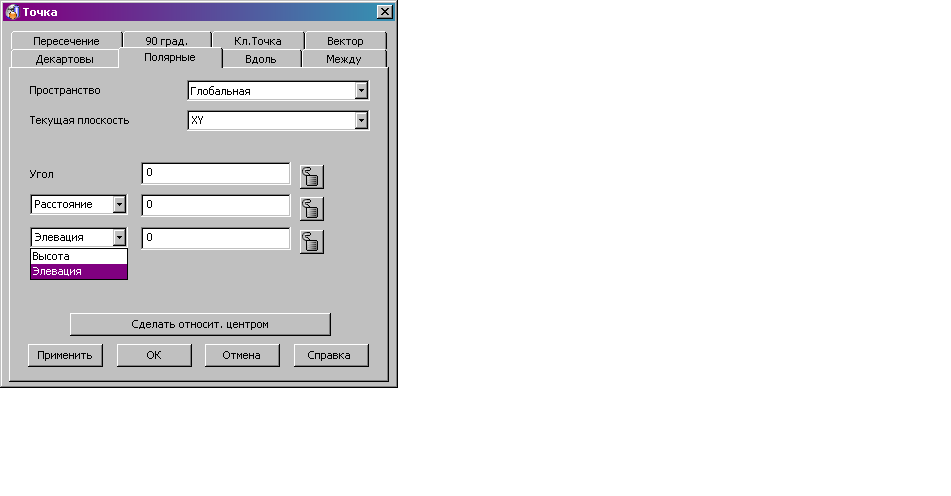 Точка
Пересечение 90 град. Кл.Точка Вектор
Декартовы Полярные Вдоль Между
Пространство Глобальная
Текущая плоскость XY
Угол 0
Расстояние 0
Элевация 0
Высота
Элевация
Сделать относит. центром
Применить ОК Отмена Справка